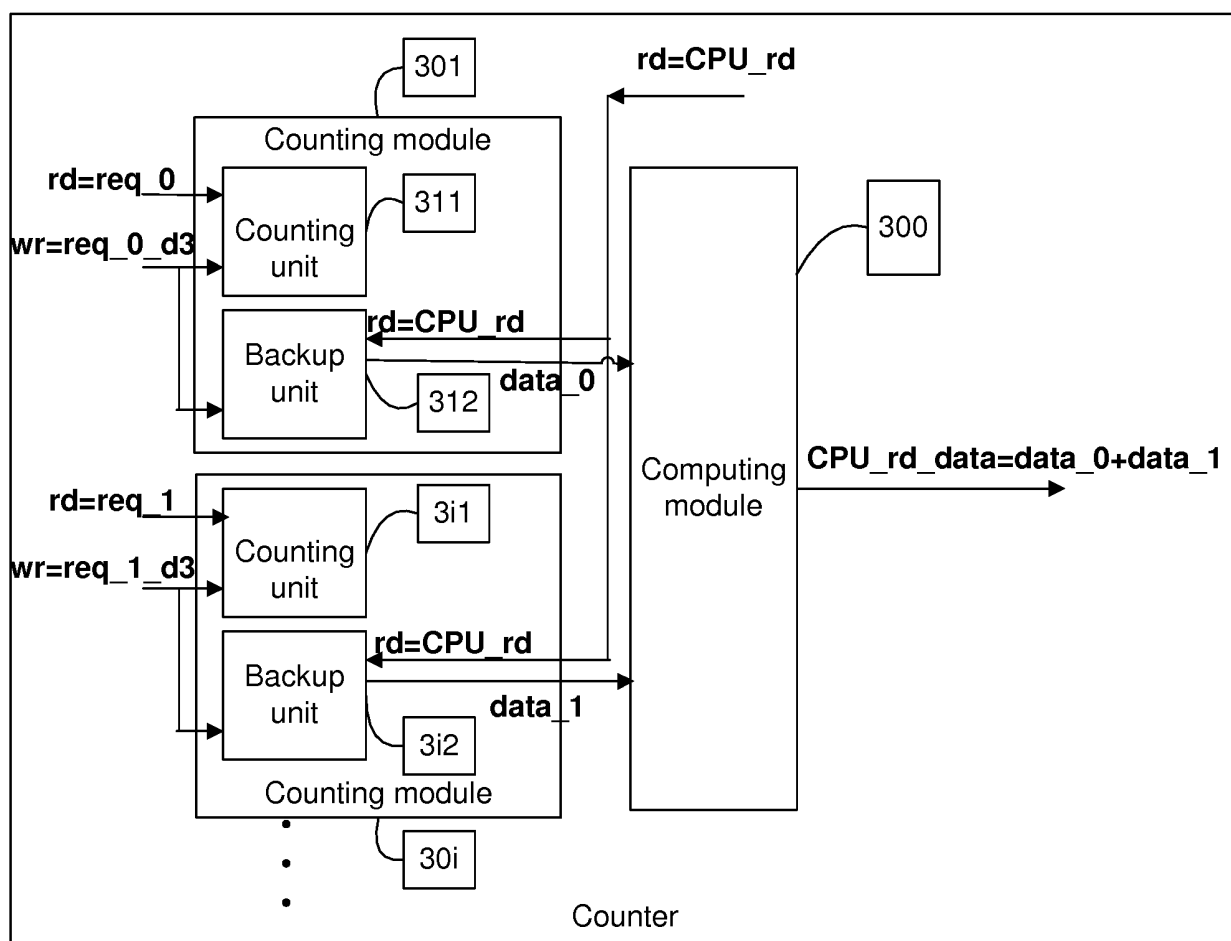 rd=CPU_rd
301
Counting module
rd=req_0
311
Counting
unit
wr=req_0_d3
300
rd=CPU_rd
Backup
unit
data_0
312
Computing
module
CPU_rd_data=data_0+data_1
rd=req_1
3i1
Counting
unit
wr=req_1_d3
rd=CPU_rd
Backup
unit
data_1
3i2
Counting module
30i
Counter